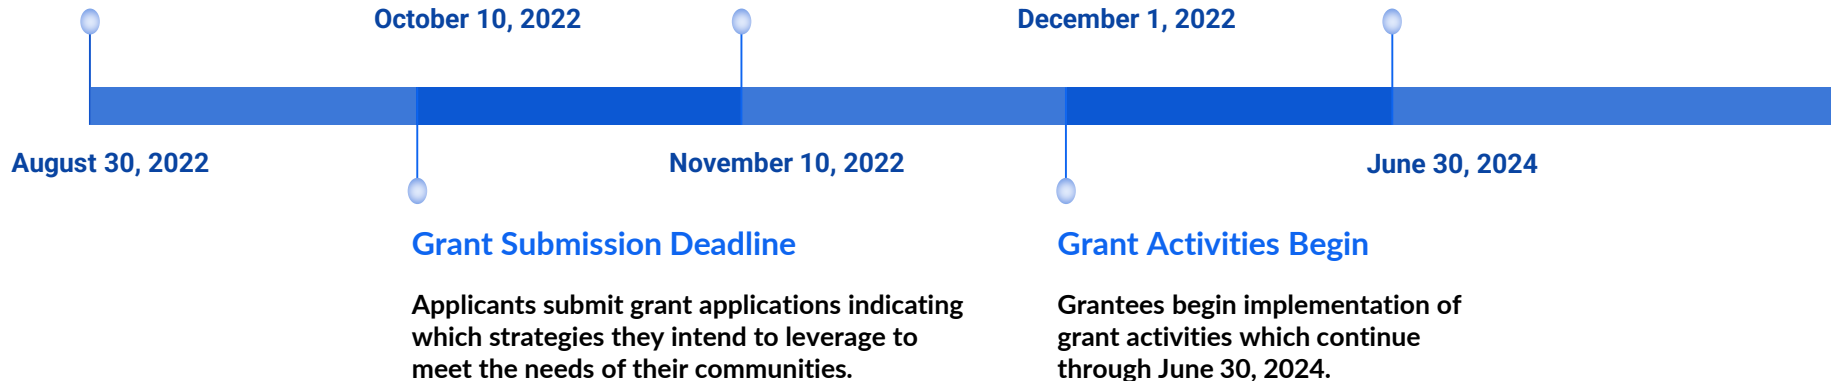 October 10, 2022
December 1, 2022
August 30, 2022
November 10, 2022
June 30, 2024
Grant Submission Deadline
Applicants submit grant applications indicating
which strategies they intend to leverage to
meet the needs of their communities.
Grant Activities Begin
Grantees begin implementation of
grant activities which continue
through June 30, 2024.